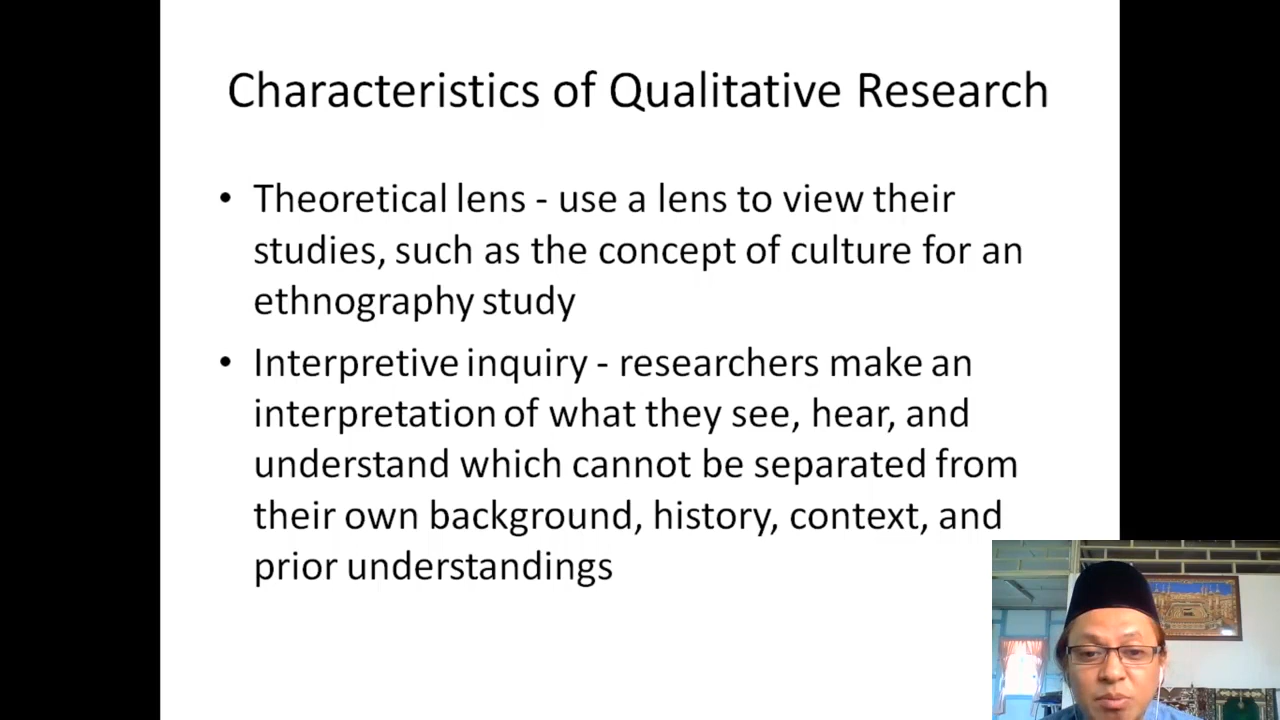 Characteristics of Qualitative Research
• Theoretical lens - use a lens to view their
studies, such as the concept of culture for an
ethnography study
• Interpretive inquiry - researchers make an
interpretation of what they see, hear, and
understand which cannot be separated from
their own background, history, context, and
prior understandings